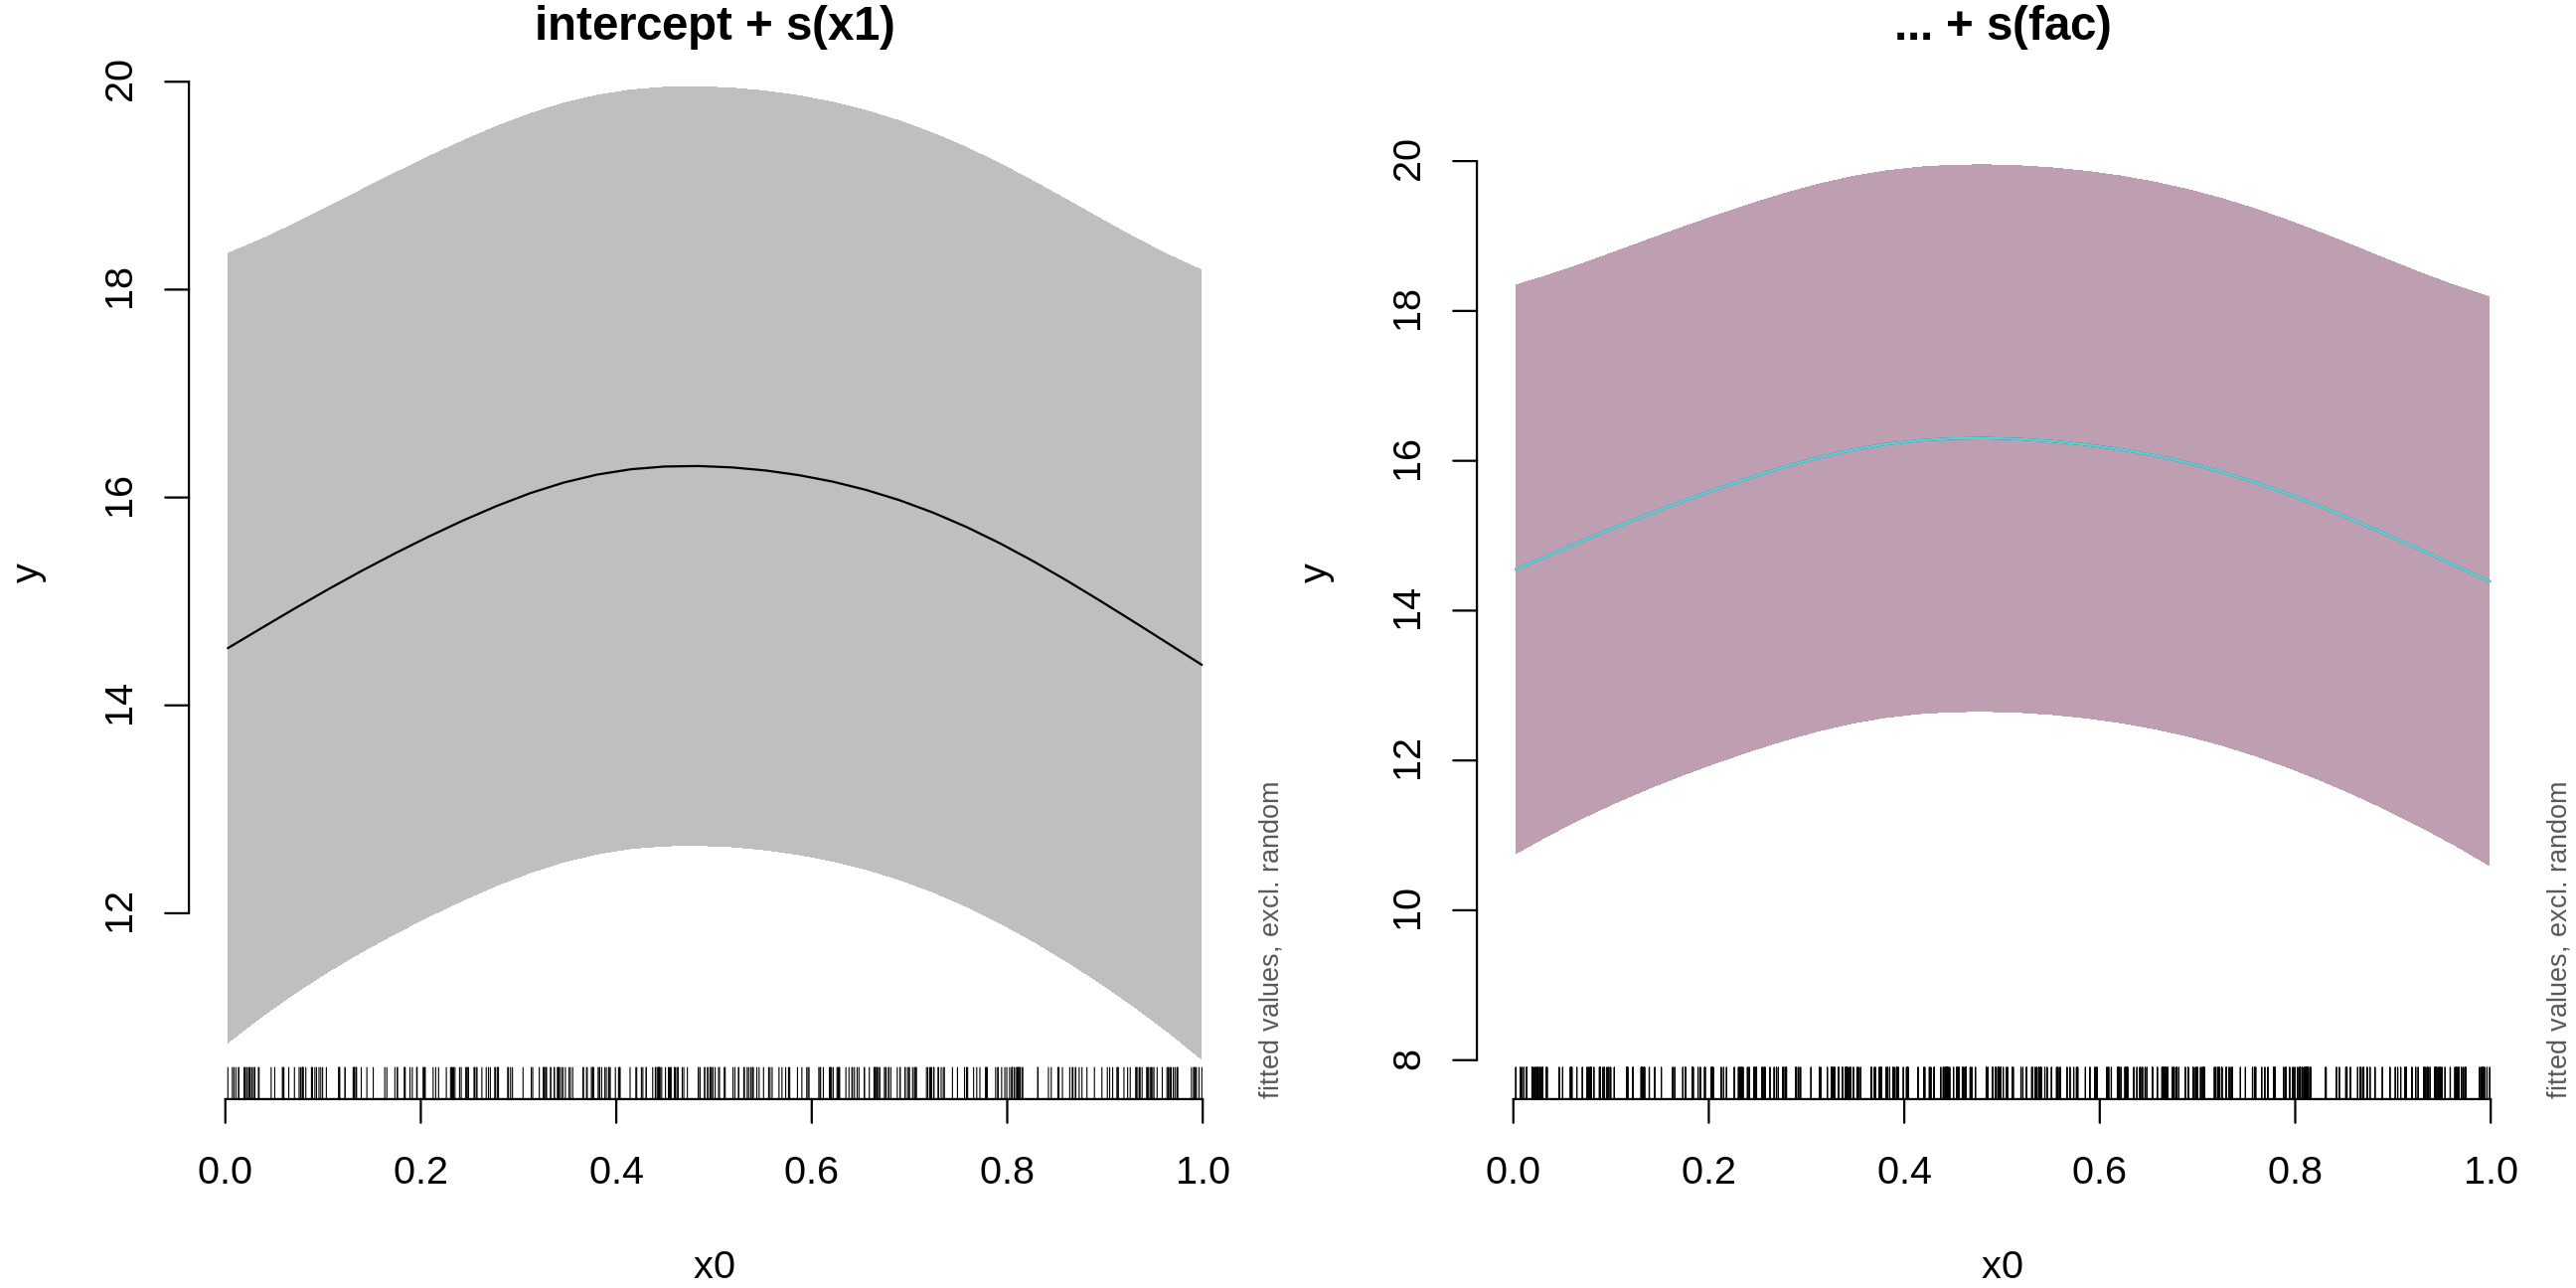 intercept + s(x1)
20
18
16
14
12
y
0.0 0.2 0.4 0.6 0.8 1.0
x0
fitted values, excl. random
... + s(fac)
20
18
16
14
12
10
8
y
0.0 0.2 0.4 0.6 0.8 1.0
x0
fitted values, excl. random